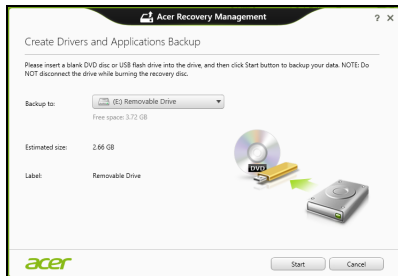 Acer Recovery Management
? X
Create Drivers and Applications Backup
Please insert a blank DVD disc or USB flash drive into the drive, and then click Start button to backup your data. NOTE: Do
NOT disconnect the drive while burning the recovery disc.
Backup to:
(E:) Removable Drive
Free space: 3.72 GB
Estimated size:
2.66 GB
DVD
Label:
Removable Drive
acer
Start
Cancel